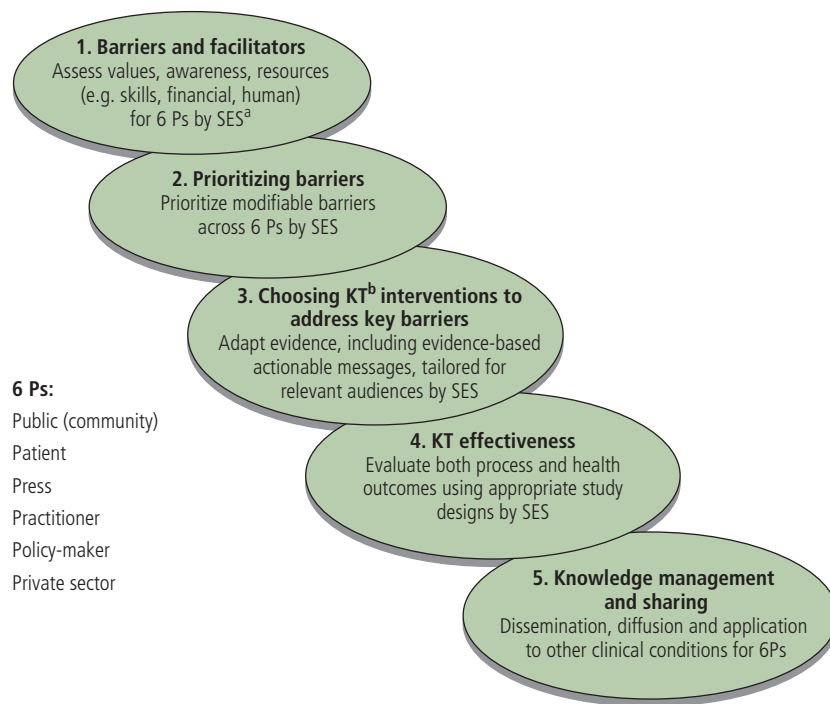 1. Barriers and facilitators
Assess values, awareness, resources
(e.g. skills, financial, human)
for 6 Ps by SESa
2. Prioritizing barriers
Prioritize modifiable barriers
across 6 Ps by SES
3. Choosing KTb interventions to
address key barriers
Adapt evidence, including evidence-based
actionable messages, tailored for
relevant audiences by SES
4. KT effectiveness
Evaluate both process and health
outcomes using appropriate study
designs by SES
5. Knowledge management
and sharing
Dissemination, diffusion and application
to other clinical conditions for 6Ps
6 Ps:
Public (community)
Patient
Press
Practitioner
Policy-maker
Private sector